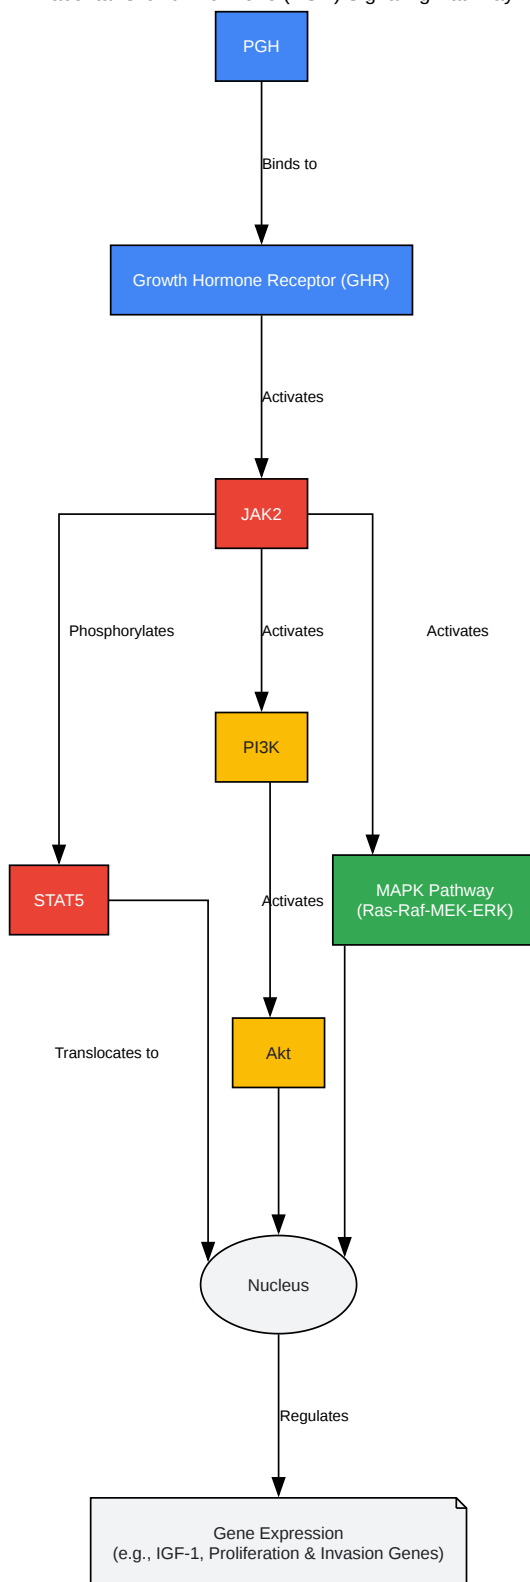 PGH
Binds to
Growth Hormone Receptor (GHR)
Activates
JAK2
Phosphorylates
Activates
Activates
PI3K
STAT5
Activates
MAPK Pathway
(Ras-Raf-MEK-ERK)
Translocates to
Akt
Nucleus
Regulates
Gene Expression
(e.g., IGF-1, Proliferation & Invasion Genes)